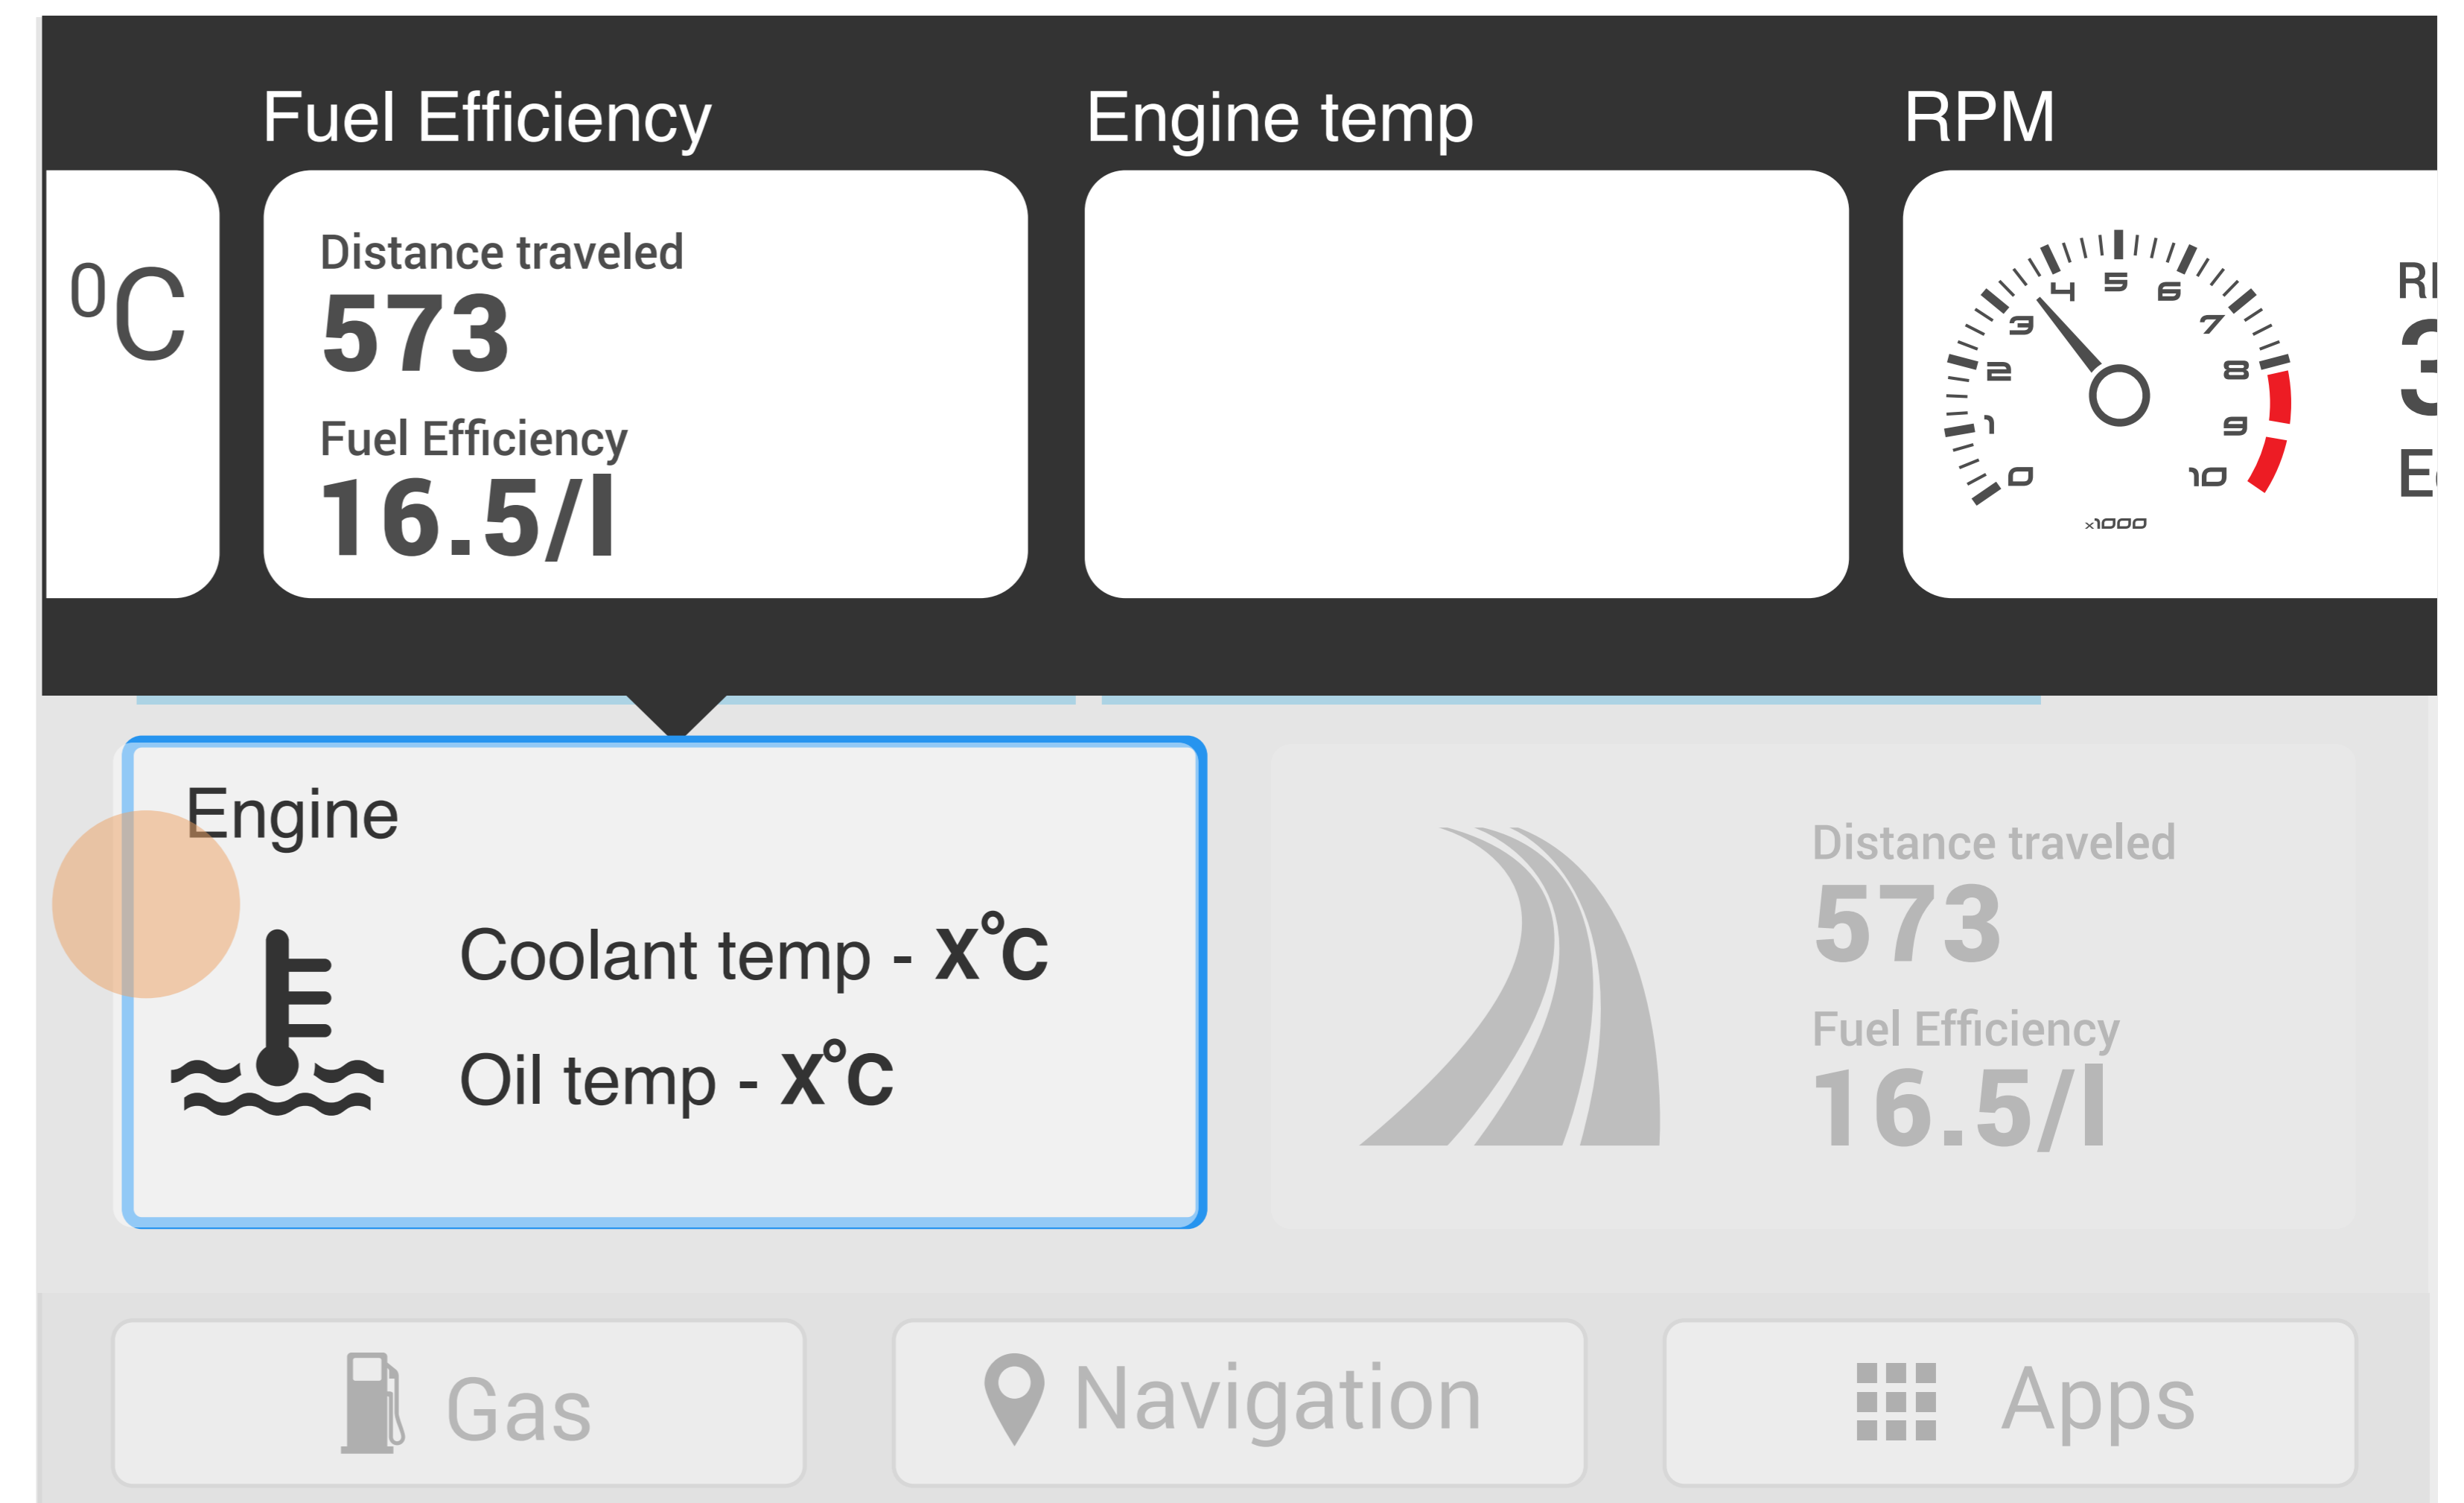 Fuel Efficiency
Engine temp
RPM
⁰C
Distance traveled
573
Fuel Efficiency
16.5/l
0
1
2
3
4
5
6
7
8
9
10
x1000
Engine
Coolant temp - X°C
Oil temp - X°C
Distance traveled
573
Fuel Efficiency
16.5/l
Gas
Navigation
Apps